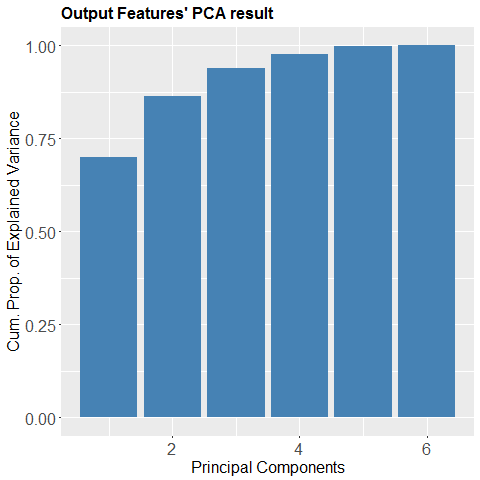 Output Features' PCA result
Cum. Prop. of Explained Variance
1.00
0.75
0.50
0.25
0.00
2 4 6
Principal Components